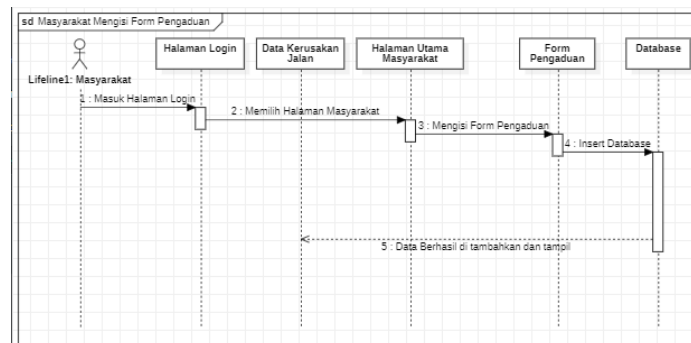 sd Masyarakat Mengisi Form Pengaduan
Lifeline1: Masyarakat
Halaman Login
Data Kerusakan
Jalan
Halaman Utama
Masyarakat
Form
Pengaduan
Database
1 : Masuk Halaman Login
2 : Memilih Halaman Masyarakat
3 : Mengisi Form Pengaduan
4 : Insert Database
5 : Data Berhasil di tambahkan dan tampil